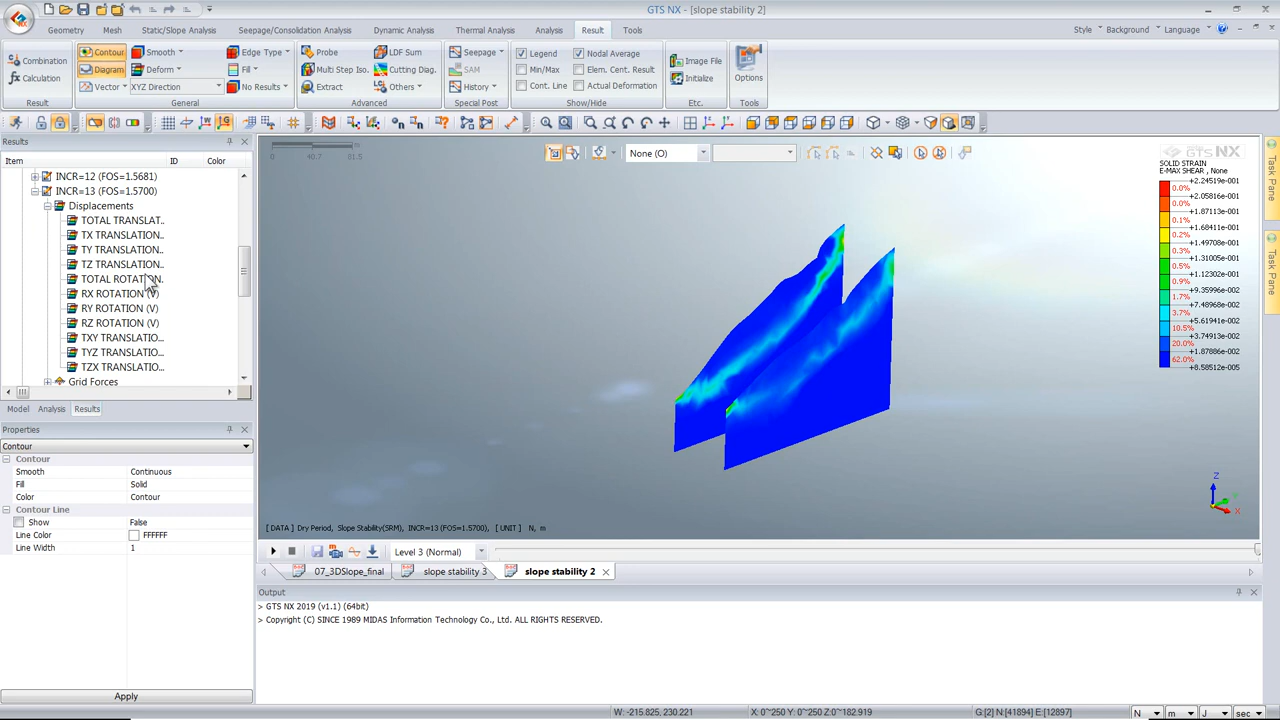 GTS NX - [slope stability 2]
Geometry Mesh Static/Slope Analysis Seepage/Consolidation Analysis Dynamic Analysis Thermal Analysis Analysis Result Tools Style Background Language
Combination
Calculation
Result
Contour Smooth Edge Type
Diagram Deform Fill
Vector XYZ Direction No Results
General
Probe LDF Sum
Multi Step Iso. Cutting Diag.
Extract Others
Advanced
Seepage
SAM
History
Special Post
Legend Nodal Average
Min/Max Elem. Cent. Result
Cont. Line Actual Deformation
Show/Hide
Image File
Initialize
Etc.
Options
Tools
Results
Item ID Color
INCR=12 (FOS=1.5681)
INCR=13 (FOS=1.5700)
Displacements
TOTAL TRANSLAT..
TX TRANSLATION..
TY TRANSLATION..
TZ TRANSLATION..
TOTAL ROTATION.
RX ROTATION (V)
RY ROTATION (V)
RZ ROTATION (V)
TXY TRANSLATIO...
TYZ TRANSLATIO...
TZX TRANSLATIO...
Grid Forces
Model Analysis Results
Properties
Contour
Contour
Smooth Continuous
Fill Solid
Color Contour
Contour Line
Show False
Line Color FFFFFF
Line Width 1
Apply
0 40.7 81.5
None (O)
GTS NX
SOLID STRAIN
E-MAX SHEAR , None
+2.24519e-001
0.0%
+2.05816e-001
0.0%
+1.87113e-001
0.1%
+1.68411e-001
0.2%
+1.49708e-001
0.3%
+1.31005e-001
0.5%
+1.12302e-001
0.9%
+9.35996e-002
1.7%
+7.48968e-002
3.7%
+5.61941e-002
10.5%
+3.74913e-002
20.0%
+1.87886e-002
62.0%
+8.58512e-005
Z
Y
X
[ DATA ] Dry Period, Slope Stability(SRM), INCR=13 (FOS=1.5700), [ UNIT ] N, m
Level 3 (Normal)
07_3DSlope_final slope stability 3 slope stability 2
Output
> GTS NX 2019 (v1.1) (64bit)
> Copyright (C) SINCE 1989 MIDAS Information Technology Co., Ltd. ALL RIGHTS RESERVED.
Task Pane
Task Pane
W: -215.825, 230.221 X: 0~250 Y: 0~250 Z:0~182.919 G:[2] N:[41894] E:[12897] N m J sec